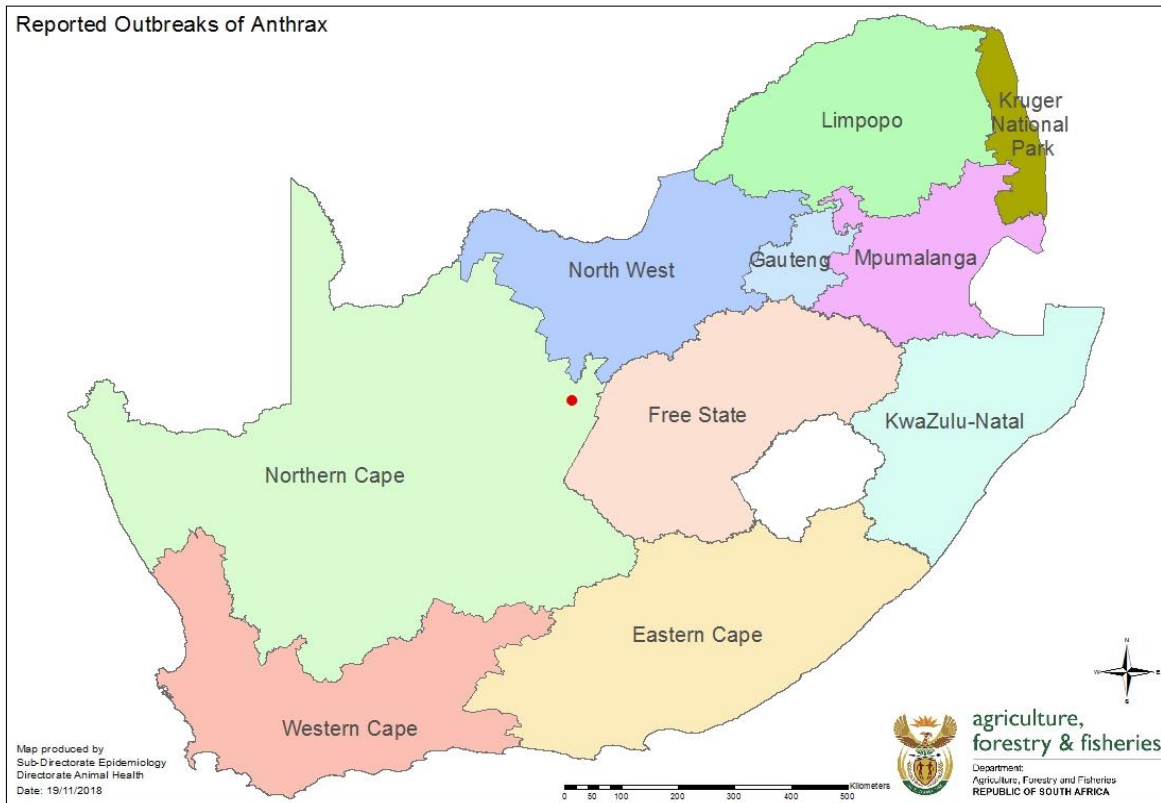 Reported Outbreaks of Anthrax
Limpopo
Kruger
National
Park
North West
Gauteng
Mpumalanga
Free State
KwaZulu-Natal
Northern Cape
Eastern Cape
Western Cape
N
W
E
S
Map produced by
Sub-Directorate Epidemiology
Directorate Animal Health
Date: 19/11/2018
Kilometers
0 50 100 200 300 400 500
agriculture,
forestry & fisheries
Department:
Agriculture, Forestry and Fisheries
REPUBLIC OF SOUTH AFRICA